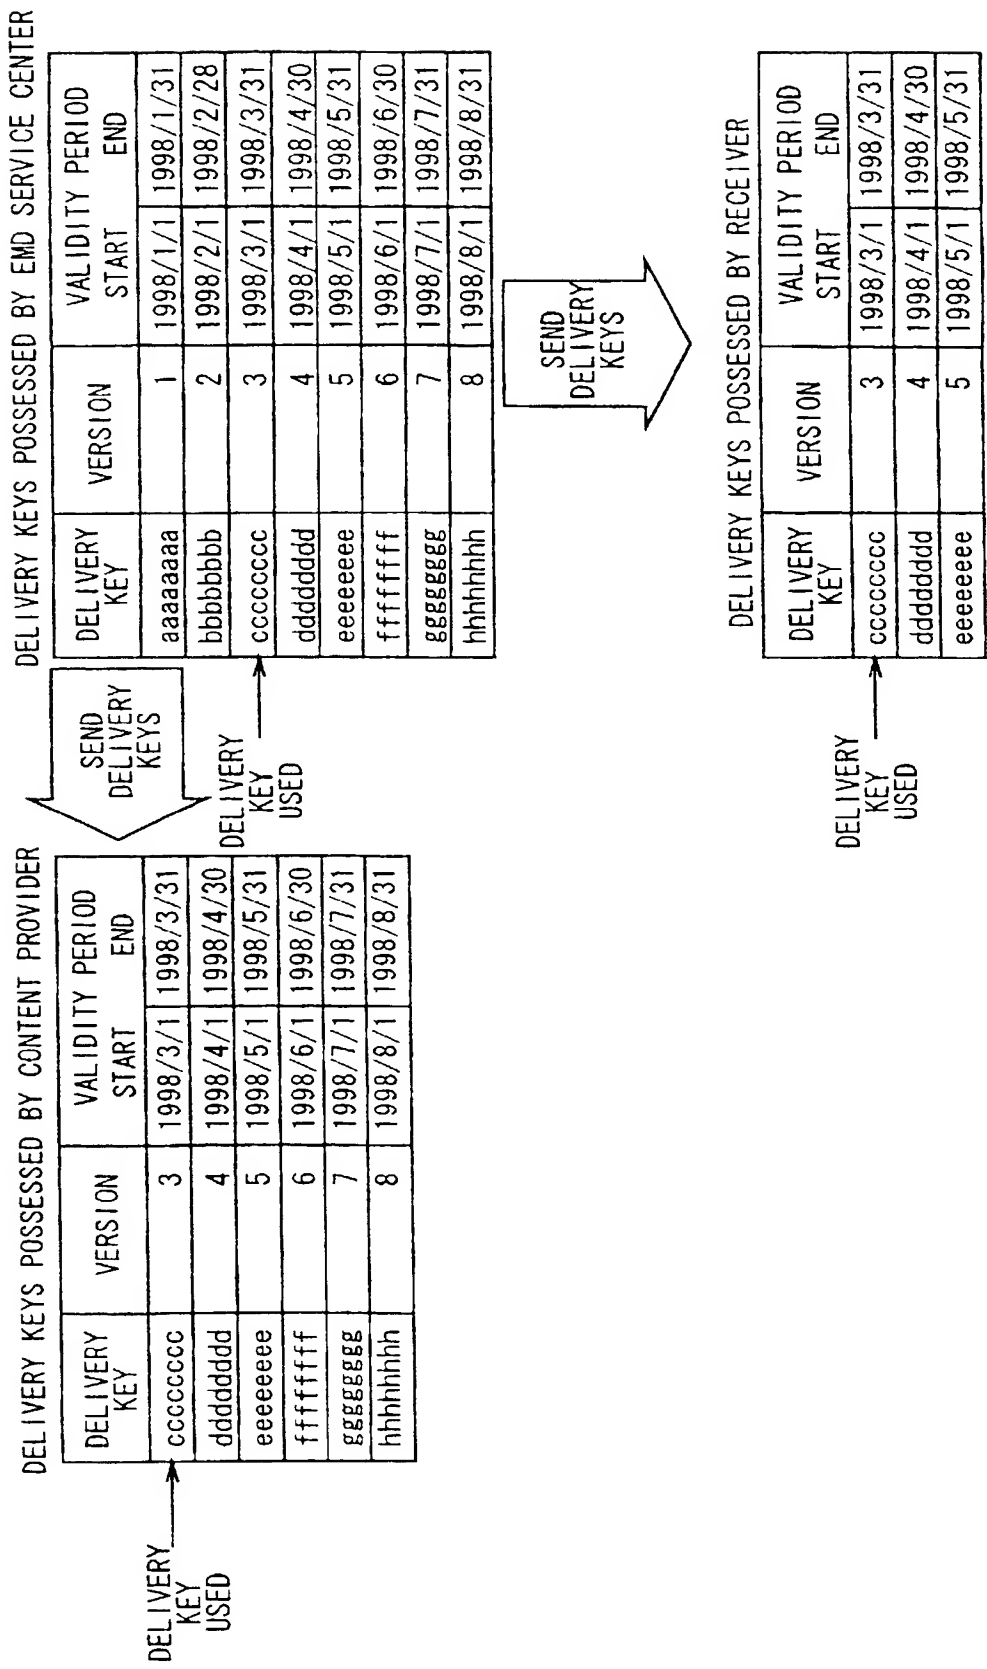 DELIVERY KEYS POSSESSED BY CONTENT PROVIDER
DELIVERY KEY VERSION VALIDITY PERIOD
START END
cccccccc 3 1998/3/1 1998/3/31
dddddddd 4 1998/4/1 1998/4/30
eeeeeeee 5 1998/5/1 1998/5/31
ffffffff 6 1998/6/1 1998/6/30
gggggggg 7 1998/7/1 1998/7/31
hhhhhhhh 8 1998/8/1 1998/8/31
DELIVERY
KEY
USED
SEND
DELIVERY
KEYS
DELIVERY KEYS POSSESSED BY EMD SERVICE CENTER
DELIVERY KEY VERSION VALIDITY PERIOD
START END
aaaaaaaa 1 1998/1/1 1998/1/31
bbbbbbbb 2 1998/2/1 1998/2/28
cccccccc 3 1998/3/1 1998/3/31
dddddddd 4 1998/4/1 1998/4/30
eeeeeeee 5 1998/5/1 1998/5/31
ffffffff 6 1998/6/1 1998/6/30
gggggggg 7 1998/7/1 1998/7/31
hhhhhhhh 8 1998/8/1 1998/8/31
DELIVERY
KEY
USED
SEND
DELIVERY
KEYS
DELIVERY KEYS POSSESSED BY RECEIVER
DELIVERY KEY VERSION VALIDITY PERIOD
START END
cccccccc 3 1998/3/1 1998/3/31
dddddddd 4 1998/4/1 1998/4/30
eeeeeeee 5 1998/5/1 1998/5/31
DELIVERY
KEY
USED